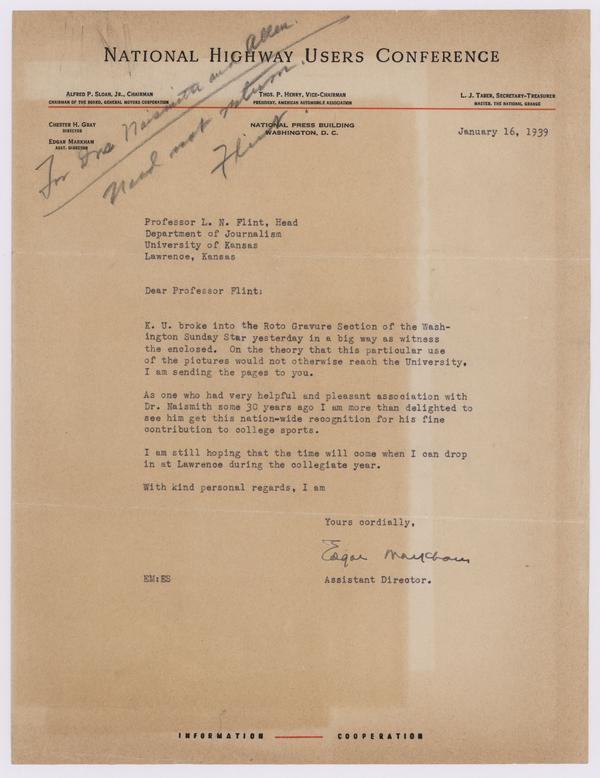 NATIONAL HIGHWAY USERS CONFERENCE
ALFRED P. SLOAN, JR., CHAIRMAN
CHAIRMAN OF THE BOARD, GENERAL MOTORS CORPORATION
THOS. P. HENRY, VICE-CHAIRMAN
PRESIDENT, AMERICAN AUTOMOBILE ASSOCIATION
L. J. TABER, SECRETARY-TREASURER
MASTER, THE NATIONAL GRANGE
CHESTER H. GRAY
DIRECTOR
EDGAR MARKHAM
ASST. DIRECTOR
NATIONAL PRESS BUILDING
WASHINGTON, D. C.
January 16, 1939
For Drs Naismith and Allen.
Need not return.
Flint
Professor L. N. Flint, Head
Department of Journalism
University of Kansas
Lawrence, Kansas
Dear Professor Flint:
K. U. broke into the Roto Gravure Section of the Wash-
ington Sunday Star yesterday in a big way as witness
the enclosed. On the theory that this particular use
of the pictures would not otherwise reach the University,
I am sending the pages to you.
As one who had very helpful and pleasant association with
Dr. Naismith some 30 years ago I am more than delighted to
see him get this nation-wide recognition for his fine
contribution to college sports.
I am still hoping that the time will come when I can drop
in at Lawrence during the collegiate year.
With kind personal regards, I am
Yours cordially,
Edgar Markham
EM:ES
Assistant Director.
INFORMATION COOPERATION